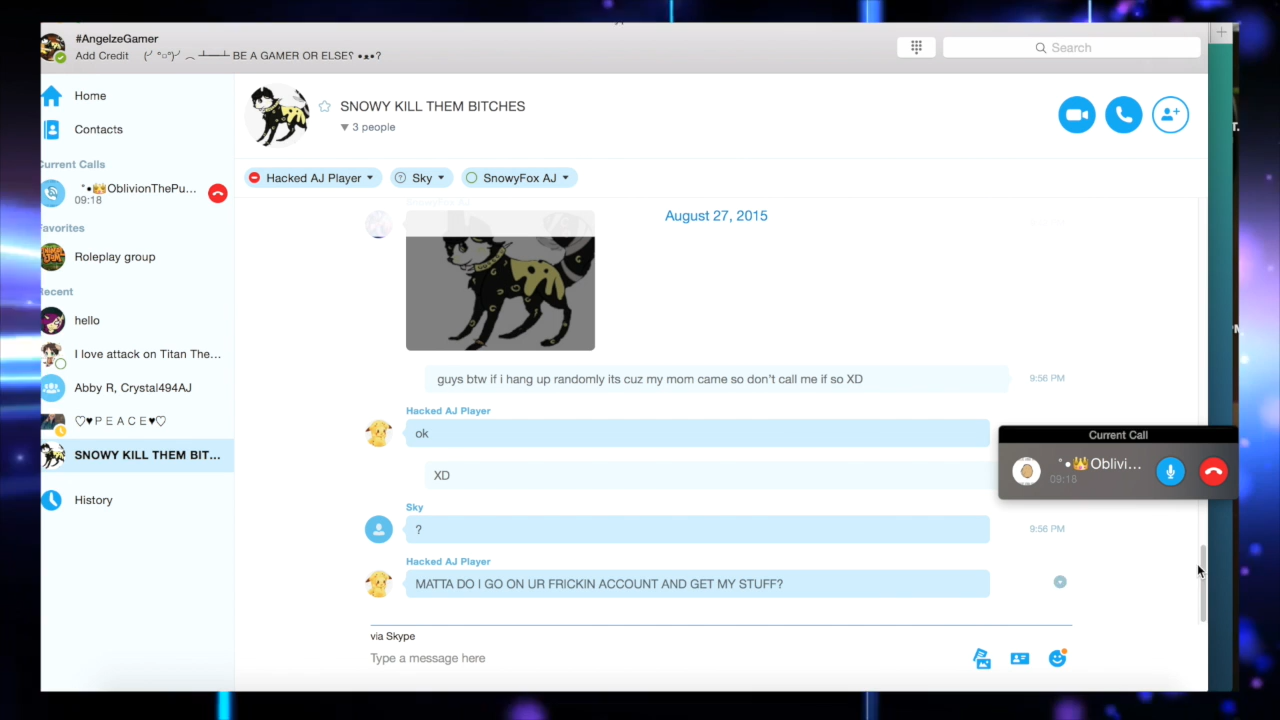 #AngelzeGamer
Add Credit (╯°□°)╯︵ ┻━┻ BE A GAMER OR ELSE؟ •ﻌ•?
Search
Home
Contacts
Current Calls
°•👑OblivionThePu...
09:18
Favorites
Roleplay group
Recent
hello
I love attack on Titan The...
Abby R, Crystal494AJ
♡♥P E A C E♥♡
SNOWY KILL THEM BIT...
History
SNOWY KILL THEM BITCHES
3 people
Hacked AJ Player
Sky
SnowyFox AJ
August 27, 2015
guys btw if i hang up randomly its cuz my mom came so don't call me if so XD
9:56 PM
Hacked AJ Player
ok
XD
Sky
?
9:56 PM
Hacked AJ Player
MATTA DO I GO ON UR FRICKIN ACCOUNT AND GET MY STUFF?
via Skype
Type a message here
Current Call
°•👑Oblivi...
09:18